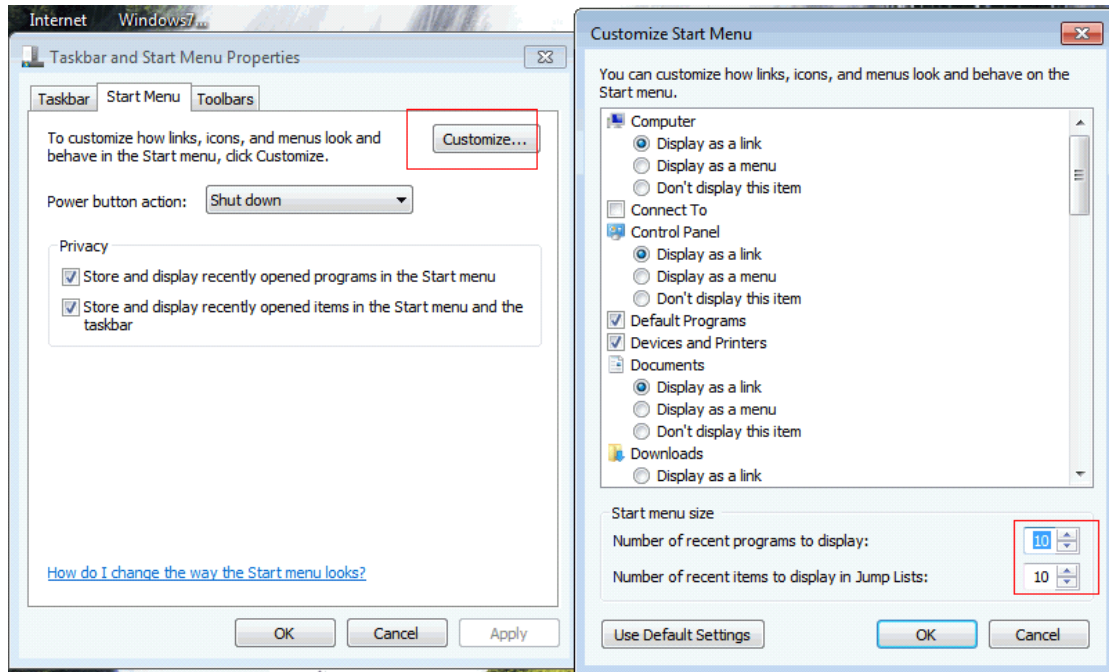 Internet Windows7...
Taskbar and Start Menu Properties
Taskbar
Start Menu
Toolbars
To customize how links, icons, and menus look and
behave in the Start menu, click Customize.
Customize...
Power button action:
Shut down
Privacy
Store and display recently opened programs in the Start menu
Store and display recently opened items in the Start menu and the
taskbar
How do I change the way the Start menu looks?
OK
Cancel
Apply
Customize Start Menu
You can customize how links, icons, and menus look and behave on the
Start menu.
Computer
Display as a link
Display as a menu
Don't display this item
Connect To
Control Panel
Display as a link
Display as a menu
Don't display this item
Default Programs
Devices and Printers
Documents
Display as a link
Display as a menu
Don't display this item
Downloads
Display as a link
Start menu size
Number of recent programs to display:
10
Number of recent items to display in Jump Lists:
10
Use Default Settings
OK
Cancel